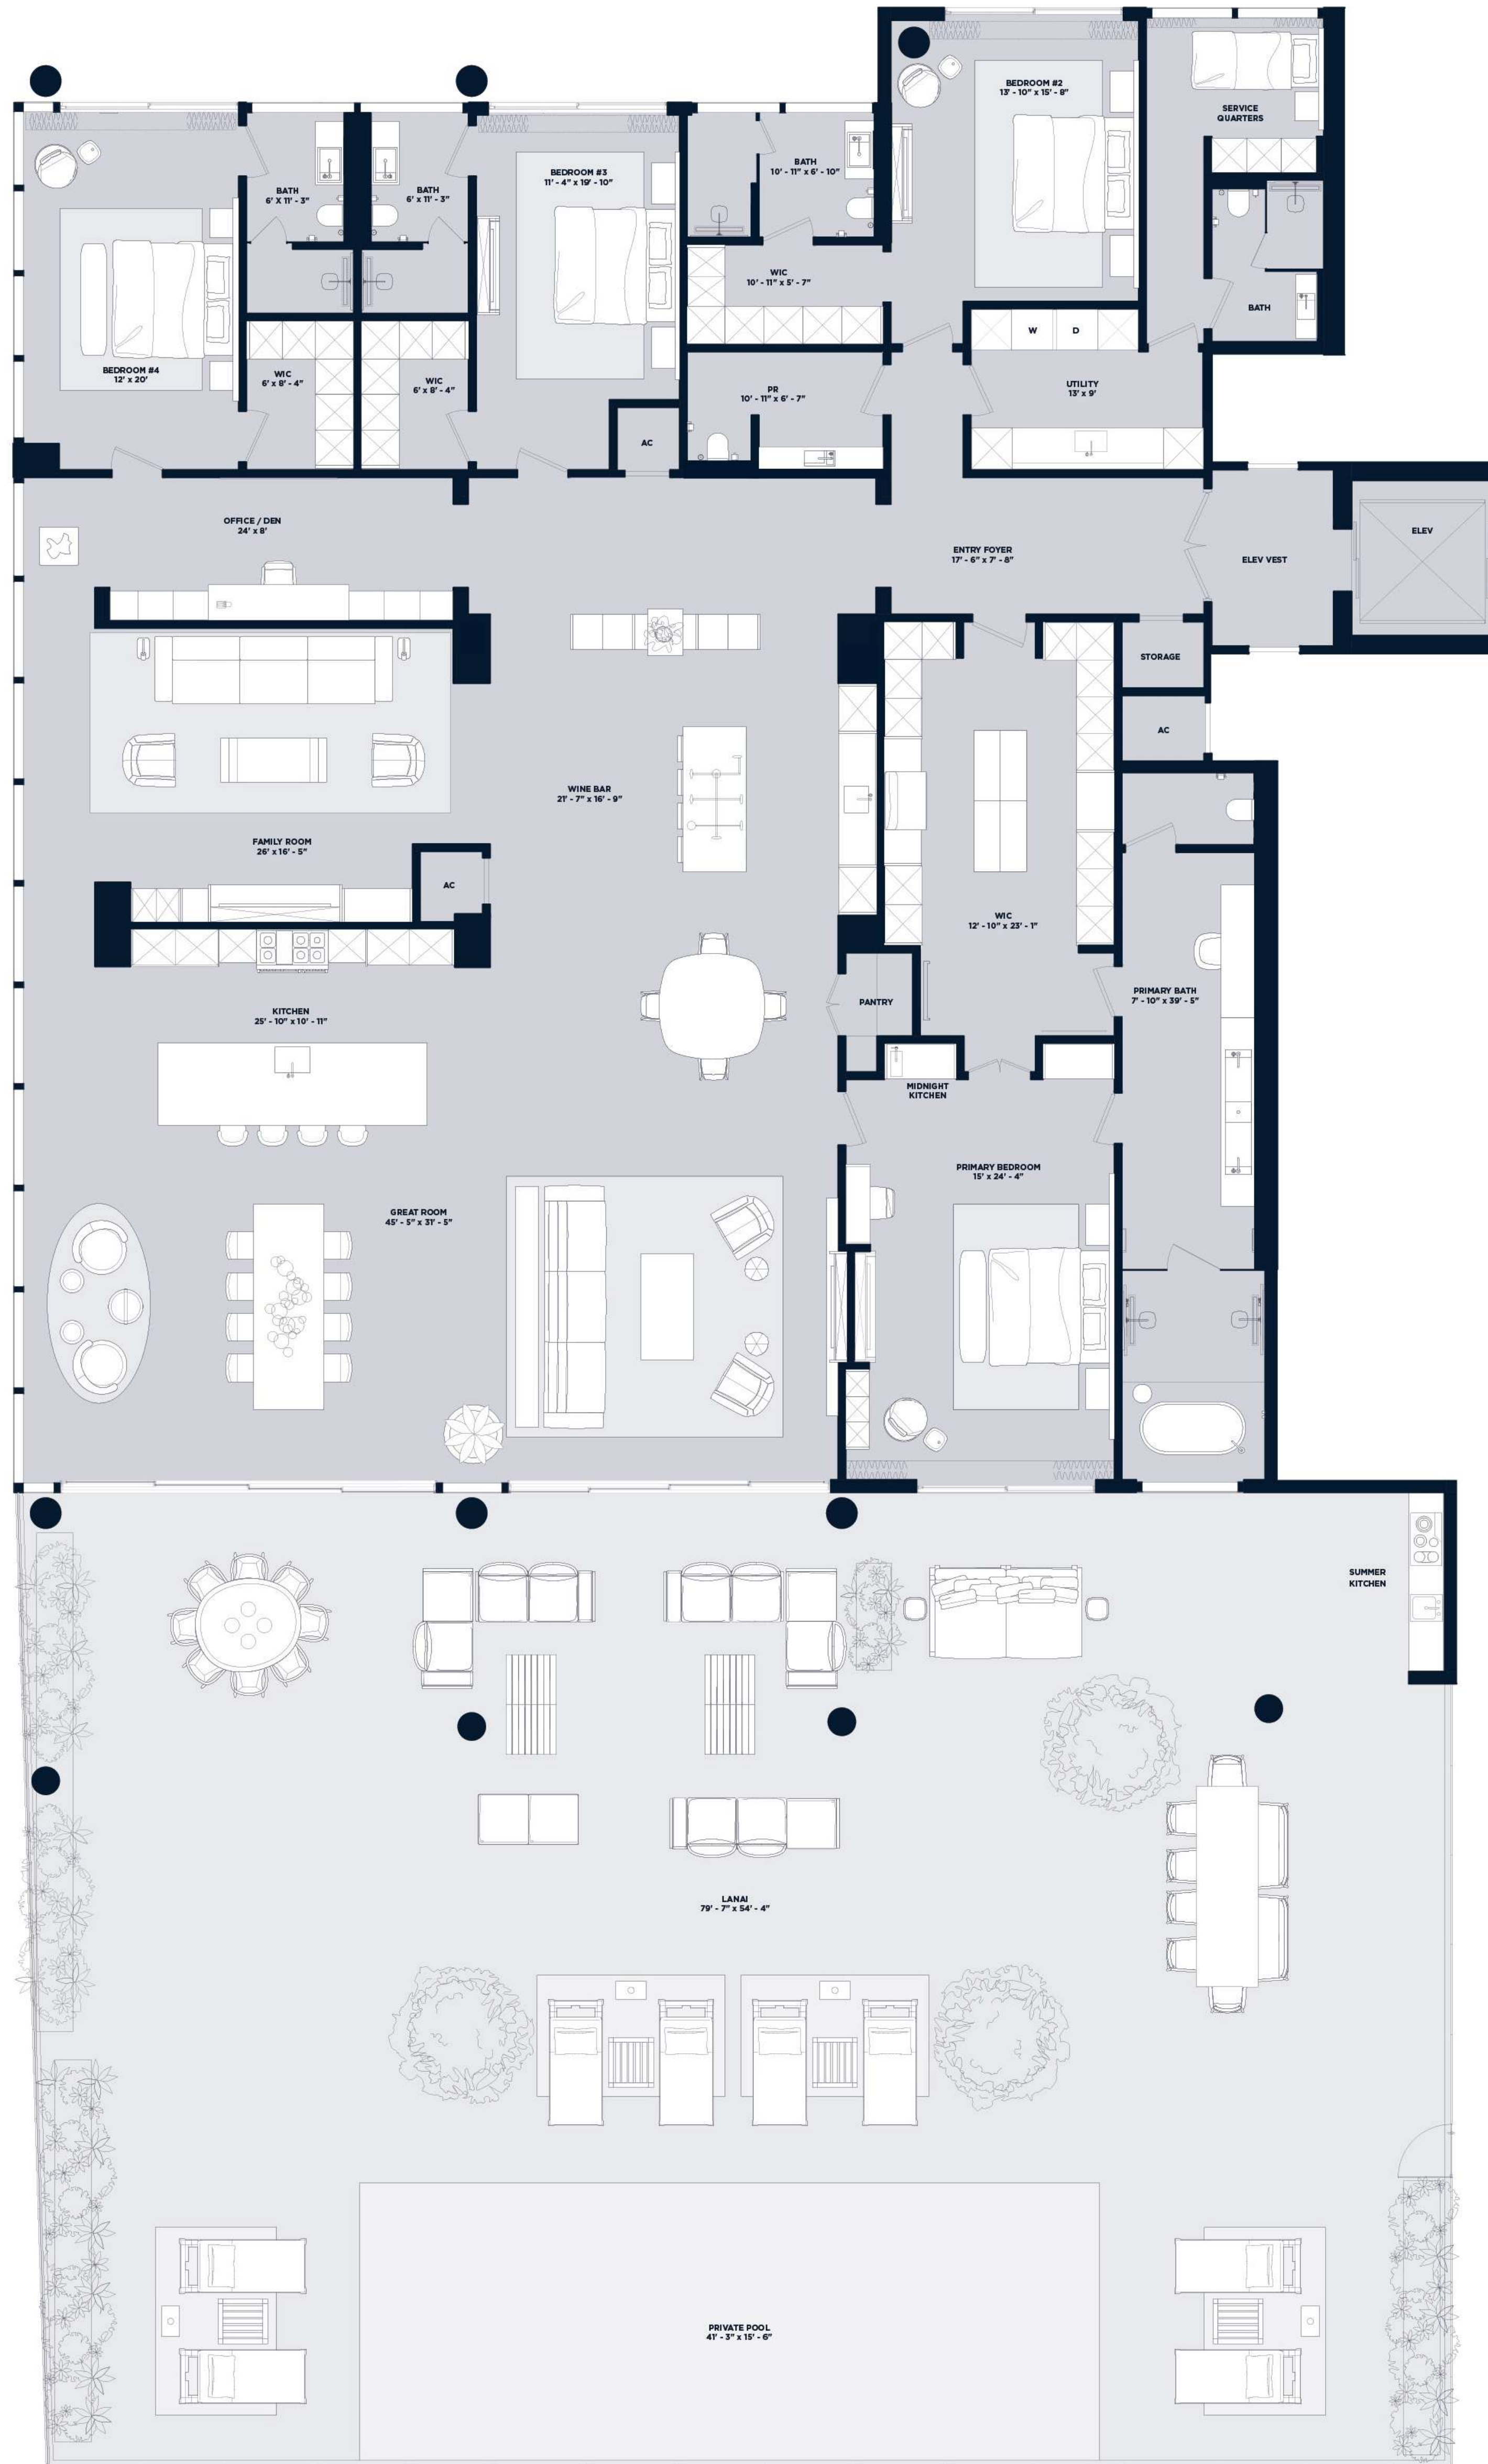 BEDROOM #2
13' - 10" x 15' - 8"
SERVICE
QUARTERS
BATH
6' X 11' - 3"
BATH
6' x 11' - 3"
BEDROOM #3
11' - 4" x 19' - 10"
BATH
10' - 11" x 6' - 10"
WIC
10' - 11" x 5' - 7"
BATH
W
D
BEDROOM #4
12' x 20'
WIC
6' x 8' - 4"
WIC
6' x 8' - 4"
AC
PR
10' - 11" x 6' - 7"
UTILITY
13' x 9'
OFFICE / DEN
24' x 8'
ENTRY FOYER
17' - 6" x 7' - 8"
ELEV VEST
ELEV
STORAGE
AC
WINE BAR
21' - 7" x 16' - 9"
FAMILY ROOM
26' x 16' - 5"
AC
WIC
12' - 10" x 23' - 1"
KITCHEN
25' - 10" x 10' - 11"
PANTRY
PRIMARY BATH
7' - 10" x 39' - 5"
MIDNIGHT
KITCHEN
PRIMARY BEDROOM
15' x 24' - 4"
GREAT ROOM
45' - 5" x 31' - 5"
SUMMER
KITCHEN
LANAI
79' - 7" x 54' - 4"
PRIVATE POOL
41' - 3" x 15' - 6"